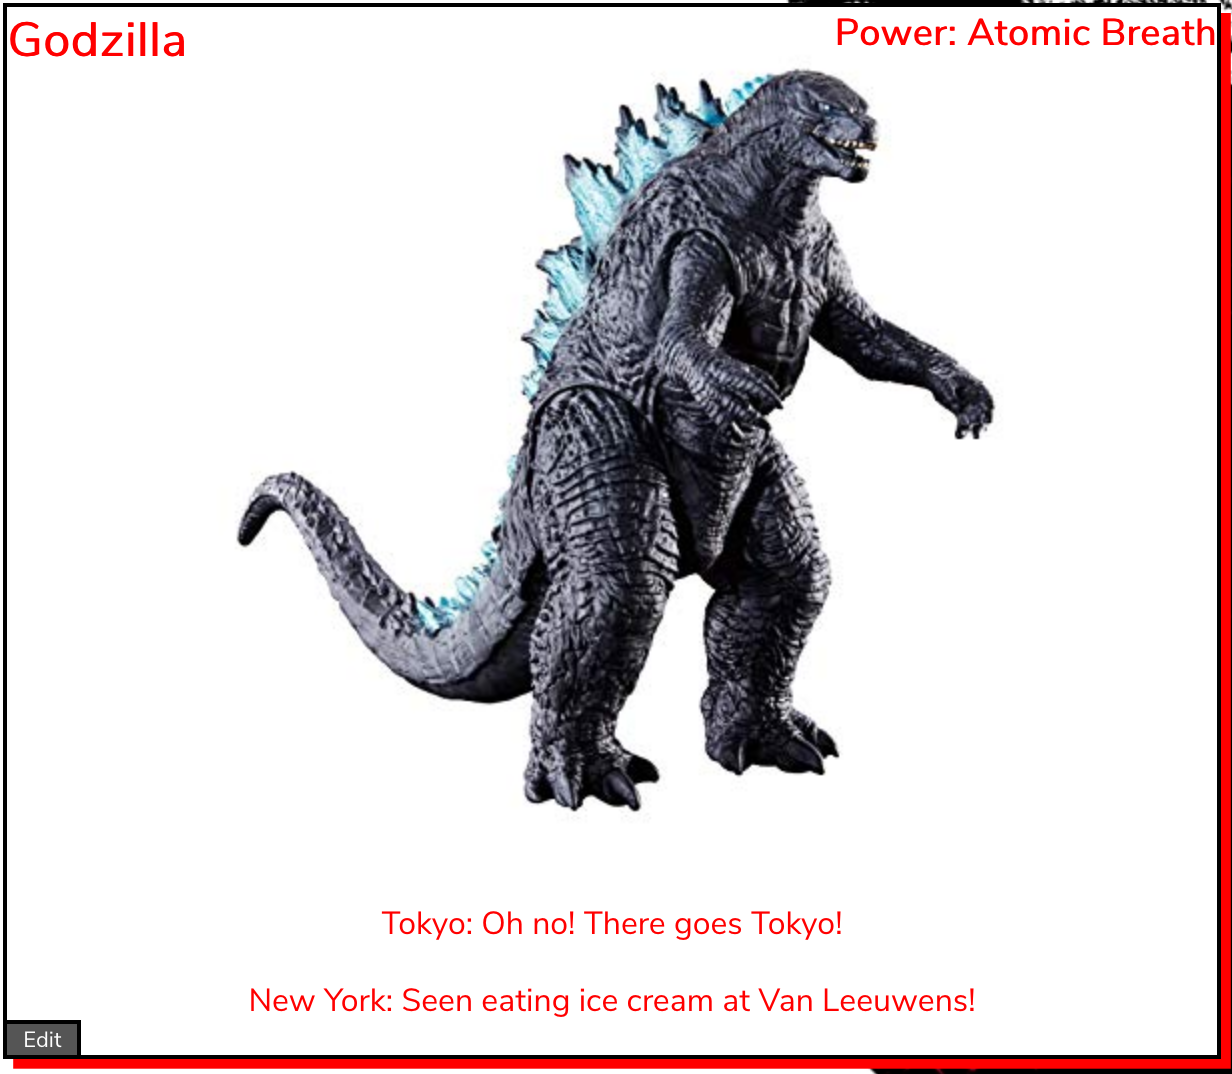 Godzilla
Power: Atomic Breath
Tokyo: Oh no! There goes Tokyo!
New York: Seen eating ice cream at Van Leeuwens!
Edit